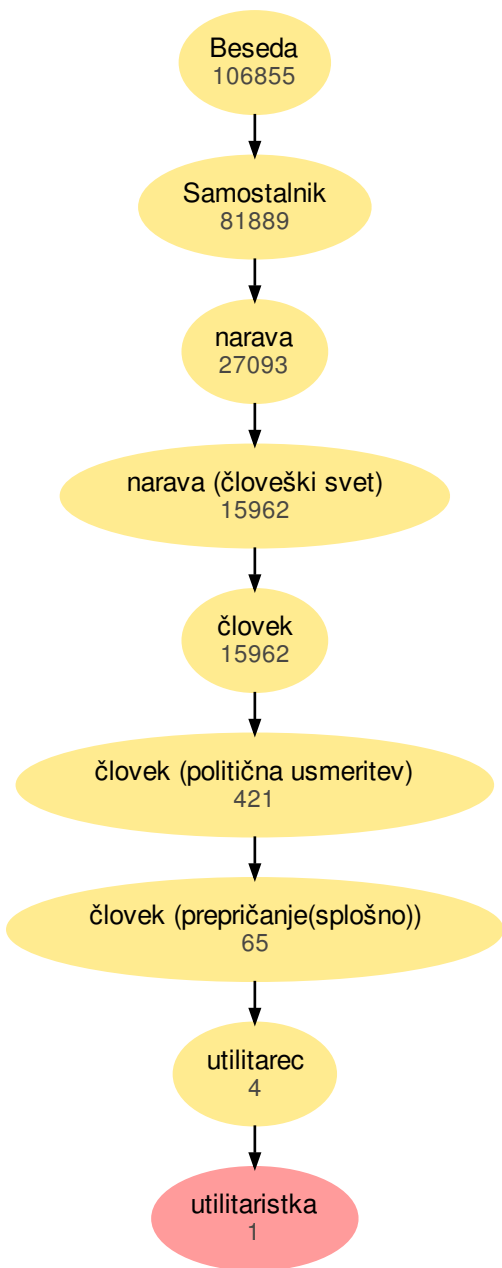 Beseda
106855
Samostalnik
81889
narava
27093
narava (človeški svet)
15962
človek
15962
človek (politična usmeritev)
421
človek (prepričanje(splošno))
65
utilitarec
4
utilitaristka
1